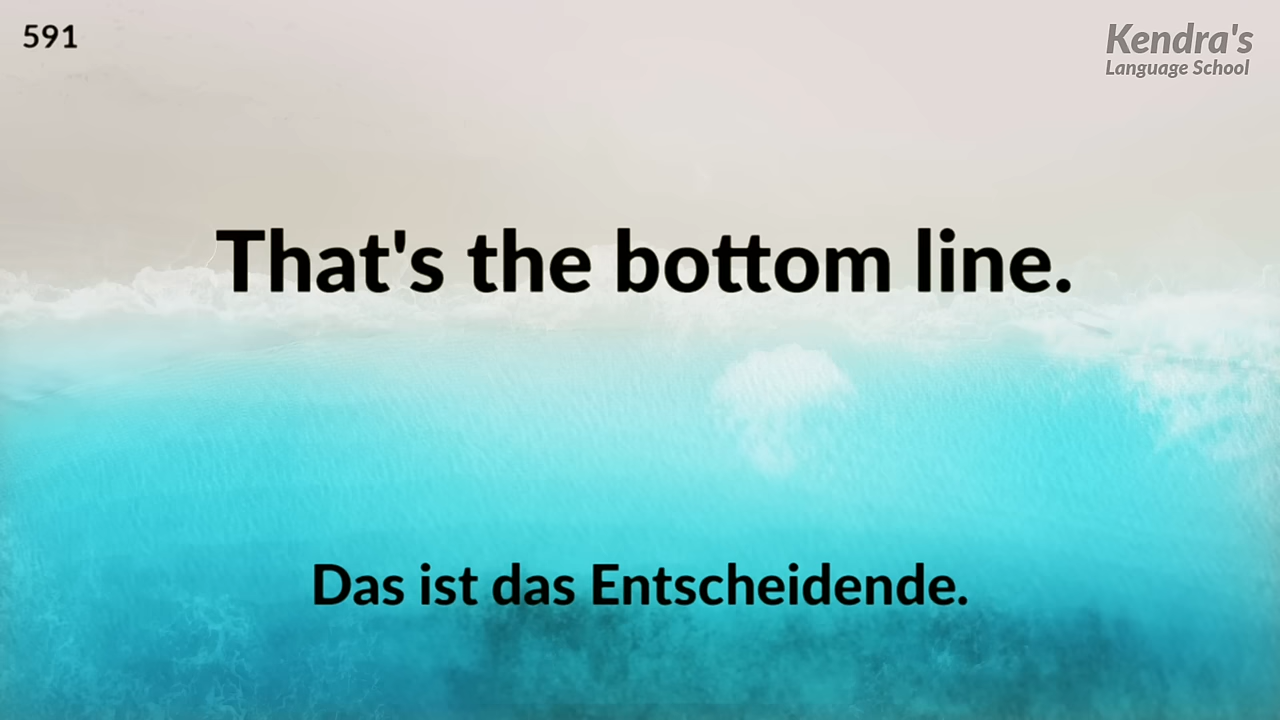 591
Kendra's
Language School
That's the bottom line.
Das ist das Entscheidende.